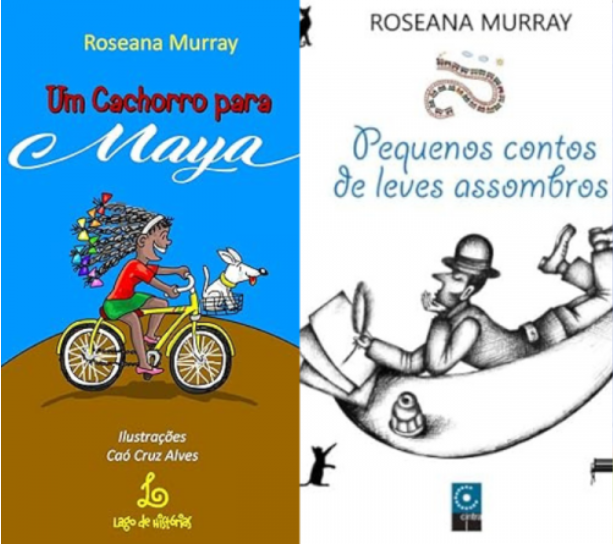 Roseana Murray
Um Cachorro para
Maya
Ilustrações
Caó Cruz Alves
Lago de Histórias
ROSEANA MURRAY
Pequenos contos
de leves assombros
cintra